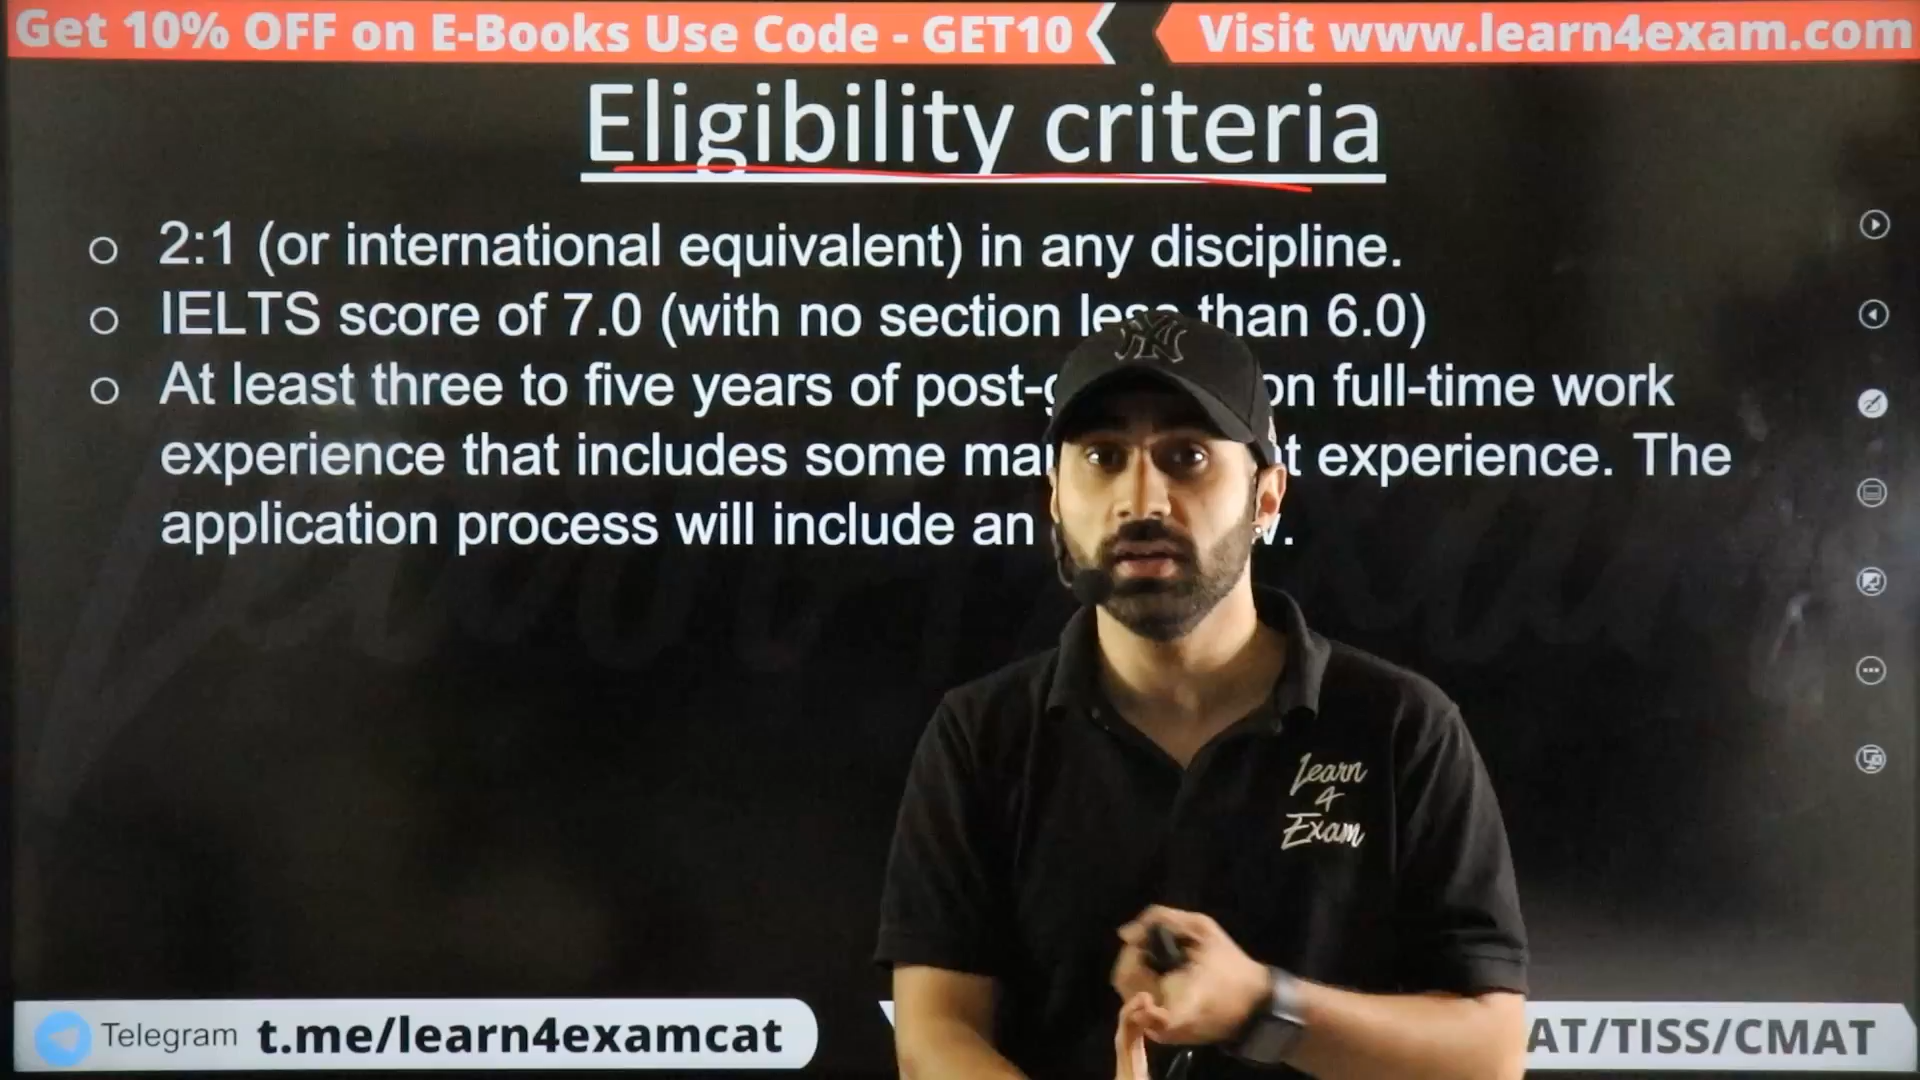 Get 10% OFF on E-Books Use Code - GET10
Visit www.learn4exam.com
Eligibility criteria
2:1 (or international equivalent) in any discipline.
IELTS score of 7.0 (with no section less than 6.0)
At least three to five years of full-time work
experience that includes some experience. The
application process will include an
NY
Learn
4
Exam
Telegram t.me/learn4examcat
AT/TISS/CMAT